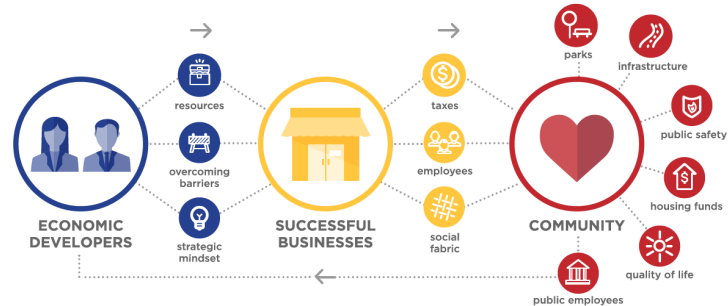 parks
infrastructure
resources
taxes
public safety
overcoming
barriers
employees
housing funds
ECONOMIC
DEVELOPERS
SUCCESSFUL
BUSINESSES
COMMUNITY
strategic
mindset
social
fabric
quality of life
public employees